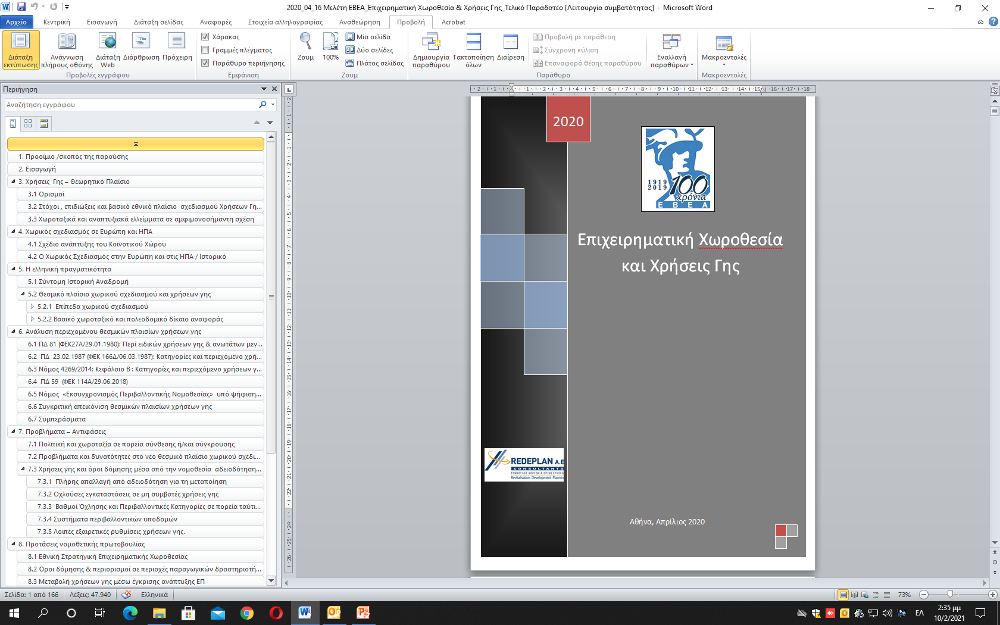 2020_04_16 Μελέτη ΕΒΕΑ_Επιχειρηματική Χωροθεσία & Χρήσεις Γης_Τελικό Παραδοτέο [Λειτουργία συμβατότητας] - Microsoft Word
Αρχείο Κεντρική Εισαγωγή Διάταξη σελίδας Αναφορές Στοιχεία αλληλογραφίας Αναθεώρηση Προβολή Acrobat
Διάταξη εκτύπωσης
Ανάγνωση πλήρους οθόνης
Διάταξη Web
Διάρθρωση
Πρόχειρη
Προβολές εγγράφου
Χάρακας
Γραμμές πλέγματος
Παράθυρο περιήγησης
Εμφάνιση
Ζουμ
100%
Μία σελίδα
Δύο σελίδες
Πλάτος σελίδας
Ζουμ
Δημιουργία παραθύρου
Τακτοποίηση όλων
Διαίρεση
Προβολή με παράθεση
Σύγχρονη κύλιση
Επαναφορά θέσης παραθύρου
Παράθυρο
Εναλλαγή παραθύρων
Μακροεντολές
Μακροεντολές
Περιήγηση
Αναζήτηση εγγράφου
1. Προοίμιο /σκοπός της παρούσης
2. Εισαγωγή
3. Χρήσεις Γης – Θεωρητικό Πλαίσιο
3.1 Ορισμοί
3.2 Στόχοι , επιδιώξεις και βασικό εθνικό πλαίσιο σχεδιασμού Χρήσεων Γη...
3.3 Χωροταξικά και αναπτυξιακά ελλείμματα σε αμφιμονοσήμαντη σχέση
4. Χωρικός σχεδιασμός σε Ευρώπη και ΗΠΑ
4.1 Σχέδιο ανάπτυξης του Κοινοτικού Χώρου
4.2 Ο Χωρικός Σχεδιασμός στην Ευρώπη και στις ΗΠΑ / Ιστορικό
5. Η ελληνική πραγματικότητα
5.1 Σύντομη Ιστορική Αναδρομή
5.2 Θεσμικό πλαίσιο χωρικού σχεδιασμού και χρήσεων γης
5.2.1 Επίπεδα χωρικού σχεδιασμού
5.2.2 Βασικό χωροταξικό και πολεοδομικό δίκαιο αναφοράς
6. Ανάλυση περιεχομένου θεσμικών πλαισίων χρήσεων γης
6.1 ΠΔ 81 (ΦΕΚ27Α/29.01.1980): Περί ειδικών χρήσεων γης & ανωτάτων μεγ...
6.2 ΠΔ 23.02.1987 (ΦΕΚ 166Δ/06.03.1987): Κατηγορίες και περιεχόμενο χρή...
6.3 Νόμος 4269/2014: Κεφάλαιο Β : Κατηγορίες και περιεχόμενο χρήσεων γ...
6.4 ΠΔ 59 (ΦΕΚ 114Α/29.06.2018)
6.5 Νόμος «Εκσυγχρονισμός Περιβαλλοντικής Νομοθεσίας» υπό ψήφιση...
6.6 Συγκριτική απεικόνιση θεσμικών πλαισίων χρήσεων γης
6.7 Συμπεράσματα
7. Προβλήματα – Αντιφάσεις
7.1 Πολιτική και χωροταξία σε πορεία σύνθεσης ή/και σύγκρουσης
7.2 Προβλήματα και δυνατότητες στο νέο θεσμικό πλαίσιο χωρικού σχεδι...
7.3 Χρήσεις γης και όροι δόμησης μέσα από την νομοθεσία αδειοδότηση...
7.3.1 Πλήρης απαλλαγή από αδειοδότηση για τη μεταποίηση
7.3.2 Οχλούσες εγκαταστάσεις σε μη συμβατές χρήσεις γης
7.3.3 Βαθμοί Όχλησης και Περιβαλλοντικές Κατηγορίες σε πορεία ταύτι...
7.3.4 Συστήματα περιβαλλοντικών υποδομών
7.3.5 Λοιπές εξαιρετικές ρυθμίσεις χρήσεων γης.
8. Προτάσεις νομοθετικής πρωτοβουλίας
8.1 Εθνική Στρατηγική Επιχειρηματικής Χωροθεσίας
8.2 Όροι δόμησης & περιορισμοί σε περιοχές παραγωγικών δραστηριοτή...
8.3 Μεταβολή χρήσεων γης μέσω έγκρισης ανάπτυξης ΕΠ
2020
1919
2019
100
χρόνια
ΕΒΕΑ
Επιχειρηματική Χωροθεσία
και Χρήσεις Γης
REDEPLAN A.E
CONSULTANTS
ΣΥΜΒΟΥΛΟΙ ΦΟΡΕΩΝ & ΕΠΙΧΕΙΡΗΣΕΩ
Revitalisation Development Planning
Αθήνα, Απρίλιος 2020
Σελίδα: 1 από 166 Λέξεις: 47.940 Ελληνικά 73%
ΕΛ
2:35 μμ
10/2/2021